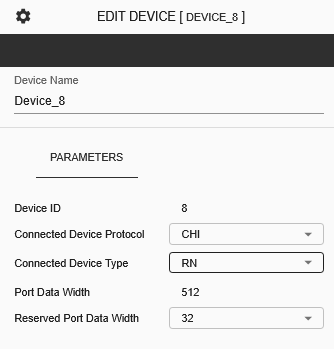 EDIT DEVICE [ DEVICE_8 ]
Device Name
Device_8
PARAMETERS
Device ID 8
Connected Device Protocol CHI
Connected Device Type RN
Port Data Width 512
Reserved Port Data Width 32